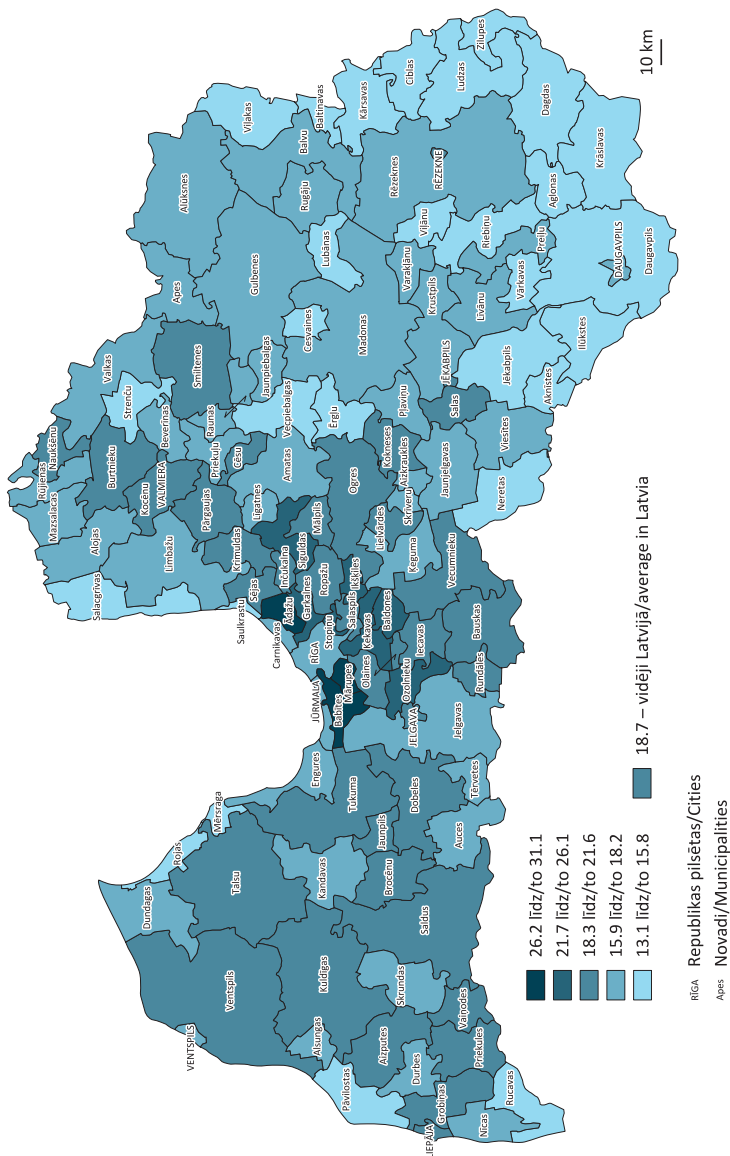 VENTSPILS
Ventspils
Dundagas
Rojas
Mērsraga
Talsu
Engures
Kandavas
Tukuma
Jaunpils
Brocēnu
Kuldīgas
Alsungas
Pāvilostas
Skrundas
Saldus
Aizputes
Durbes
Vaiņodes
Priekules
Grobiņas
LIEPĀJA
Nīcas
Rucavas
Auces
Dobeles
Tērvetes
Jelgavas
JELGAVA
JŪRMALA
Babītes
Mārupes
RĪGA
Olaines
Ozolnieku
Stopiņu
Ķekavas
Salaspils
Baldones
Iecavas
Rundāles
Bauskas
Vecumnieku
Carnikavas
Saulkrastu
Ādažu
Garkalnes
Ropažu
Ikšķiles
Inčukalna
Sējas
Siguldas
Mālpils
Krimuldas
Ķeguma
Lielvārdes
Ogres
Līgatnes
Amatas
Pārgaujas
Cēsu
Priekuļu
Raunas
Salacgrīvas
Limbažu
Alojas
Mazsalacas
Rūjienas
Naukšēnu
Burtnieku
Kocēnu
VALMIERA
Beverīnas
Strenču
Valkas
Smiltenes
Apes
Alūksnes
Jaunpiebalgas
Vecpiebalgas
Gulbenes
Cesvaines
Ērgļu
Madonas
Lubānas
Rugāju
Balvu
Viļakas
Baltinavas
Kārsavas
Ciblas
Ludzas
Zilupes
Rēzeknes
RĒZEKNE
Viļānu
Varakļānu
Krustpils
Līvānu
Riebiņu
Preiļu
Vārkavas
Aglonas
Dagdas
Krāslavas
DAUGAVPILS
Daugavpils
Ilūkstes
Jēkabpils
JĒKABPILS
Aknīstes
Salas
Viesītes
Pļaviņu
Kokneses
Aizkraukles
Skrīveru
Jaunjelgavas
Neretas
10 km
26.2 līdz/to 31.1
21.7 līdz/to 26.1
18.3 līdz/to 21.6
15.9 līdz/to 18.2
13.1 līdz/to 15.8
18.7 – vidēji Latvijā/average in Latvia
RĪGA Republikas pilsētas/Cities
Apes Novadi/Municipalities